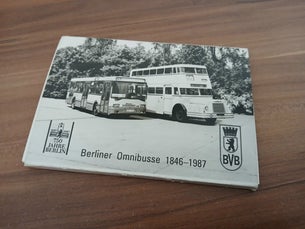 750
JAHRE
BERLIN
Berliner Omnibusse 1846-1987
BVB